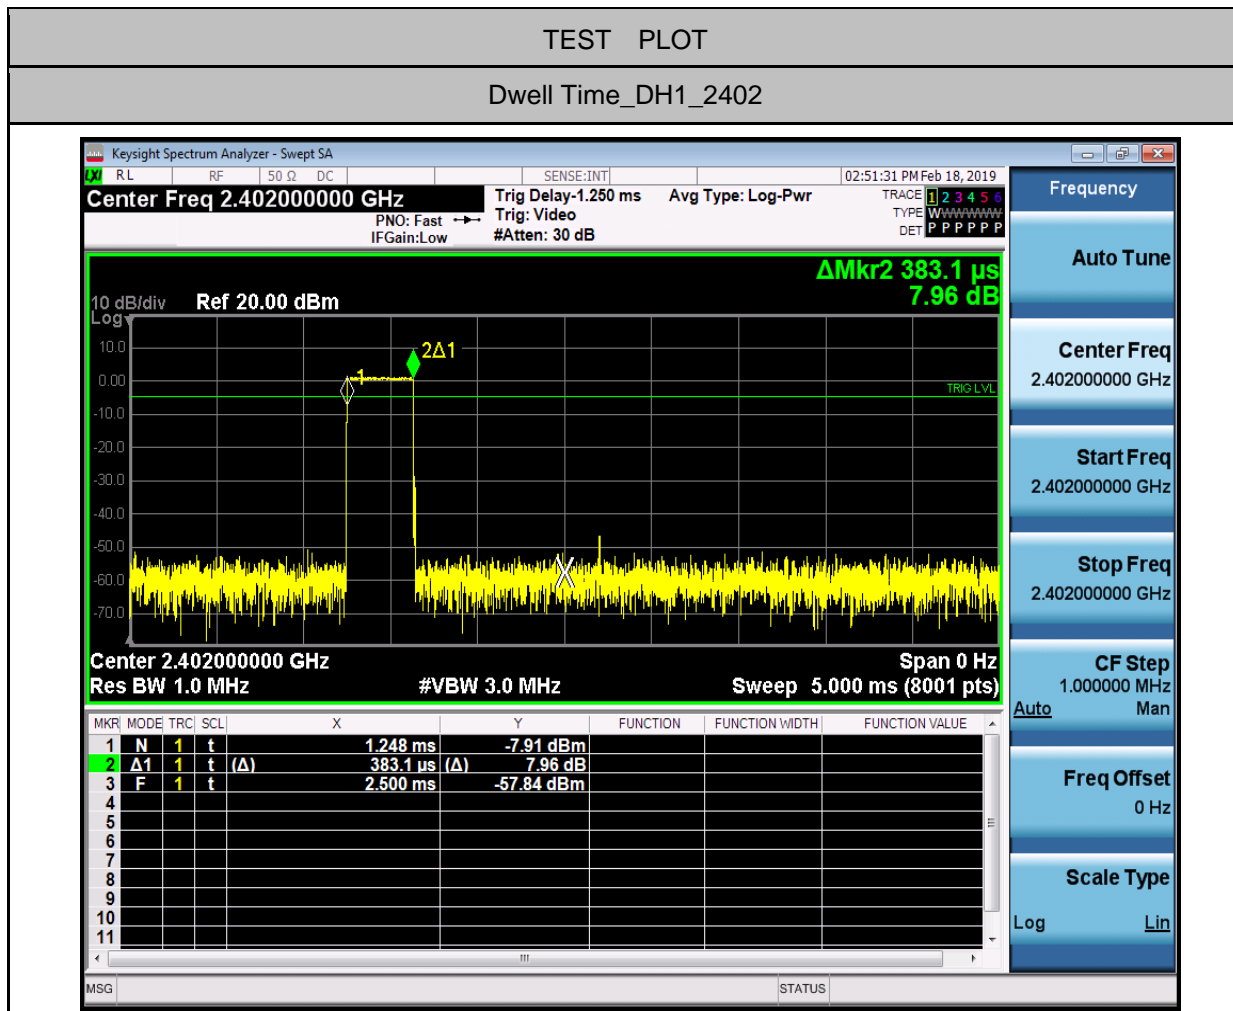 TEST PLOT
Dwell Time_DH1_2402
Keysight Spectrum Analyzer - Swept SA
LXI RL RF 50 Ω DC SENSE:INT 02:51:31 PM Feb 18, 2019
Center Freq 2.402000000 GHz
PNO: Fast
IFGain:Low
Trig Delay-1.250 ms
Trig: Video
#Atten: 30 dB
Avg Type: Log-Pwr
TRACE 1 2 3 4 5 6
TYPE WWWWWW
DET P P P P P P
ΔMkr2 383.1 µs
7.96 dB
10 dB/div Ref 20.00 dBm
Log
10.0
0.00
-10.0
-20.0
-30.0
-40.0
-50.0
-60.0
-70.0
2Δ1
1
TRIG LVL
X
Center 2.402000000 GHz Span 0 Hz
Res BW 1.0 MHz #VBW 3.0 MHz Sweep 5.000 ms (8001 pts)
MKR MODE TRC SCL X Y FUNCTION FUNCTION WIDTH FUNCTION VALUE
1 N 1 t 1.248 ms -7.91 dBm
2 Δ1 1 t (Δ) 383.1 µs (Δ) 7.96 dB
3 F 1 t 2.500 ms -57.84 dBm
4
5
6
7
8
9
10
11
MSG STATUS
Frequency
Auto Tune
Center Freq
2.402000000 GHz
Start Freq
2.402000000 GHz
Stop Freq
2.402000000 GHz
CF Step
1.000000 MHz
Auto Man
Freq Offset
0 Hz
Scale Type
Log Lin